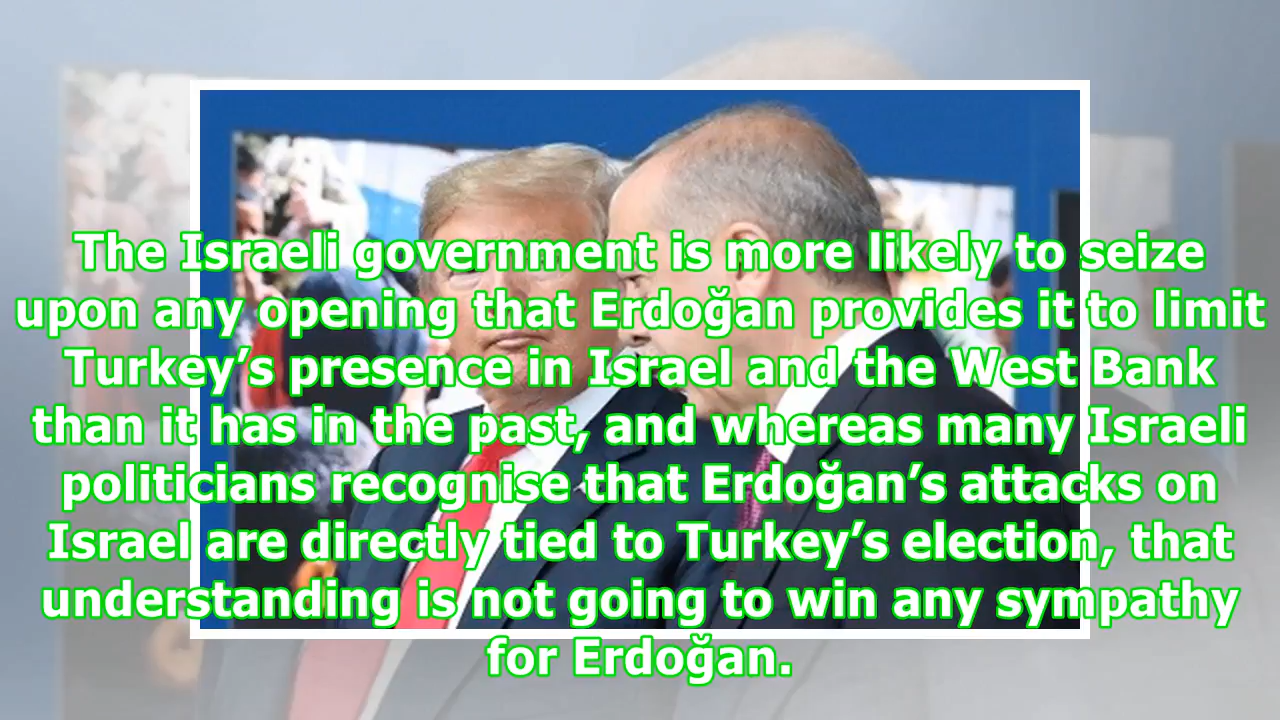 The Israeli government is more likely to seize
upon any opening that Erdoğan provides it to limit
Turkey’s presence in Israel and the West Bank
than it has in the past, and whereas many Israeli
politicians recognise that Erdoğan’s attacks on
Israel are directly tied to Turkey’s election, that
understanding is not going to win any sympathy
for Erdoğan.